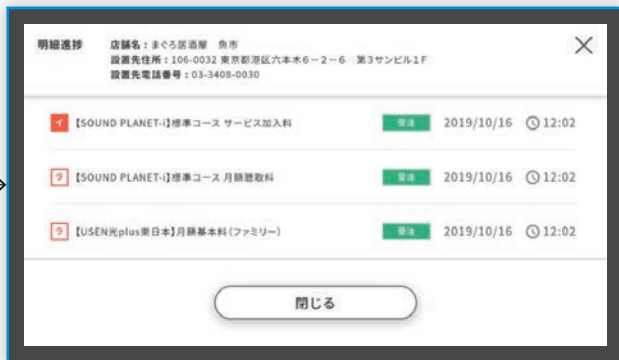 明細進捗
店舗名：まぐろ居酒屋　魚市
設置先住所：106-0032 東京都港区六本木6－2－6　第3サンビル1F
設置先電話番号：03-3408-0030
イ 【SOUND PLANET-i】標準コース サービス加入料 受注 2019/10/16 12:02
ラ 【SOUND PLANET-i】標準コース 月額聴取料 受注 2019/10/16 12:02
ラ 【USEN光plus東日本】月額基本料（ファミリー） 受注 2019/10/16 12:02
閉じる